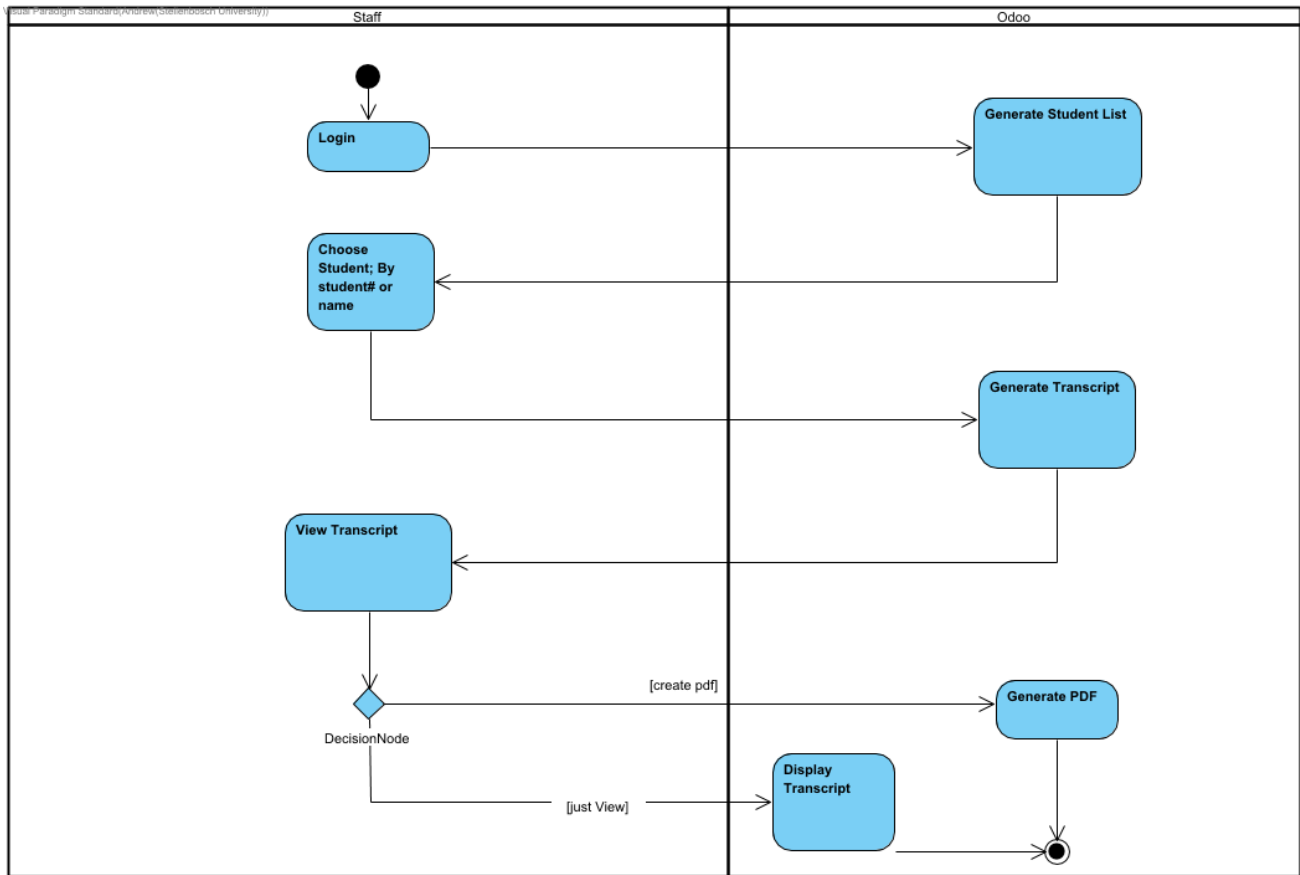 Visual Paradigm Standard(Andrew(Stellenbosch University))
Staff
Odoo
Login
Generate Student List
Choose
Student; By
student# or
name
Generate Transcript
View Transcript
[create pdf]
Generate PDF
DecisionNode
Display
Transcript
[just View]